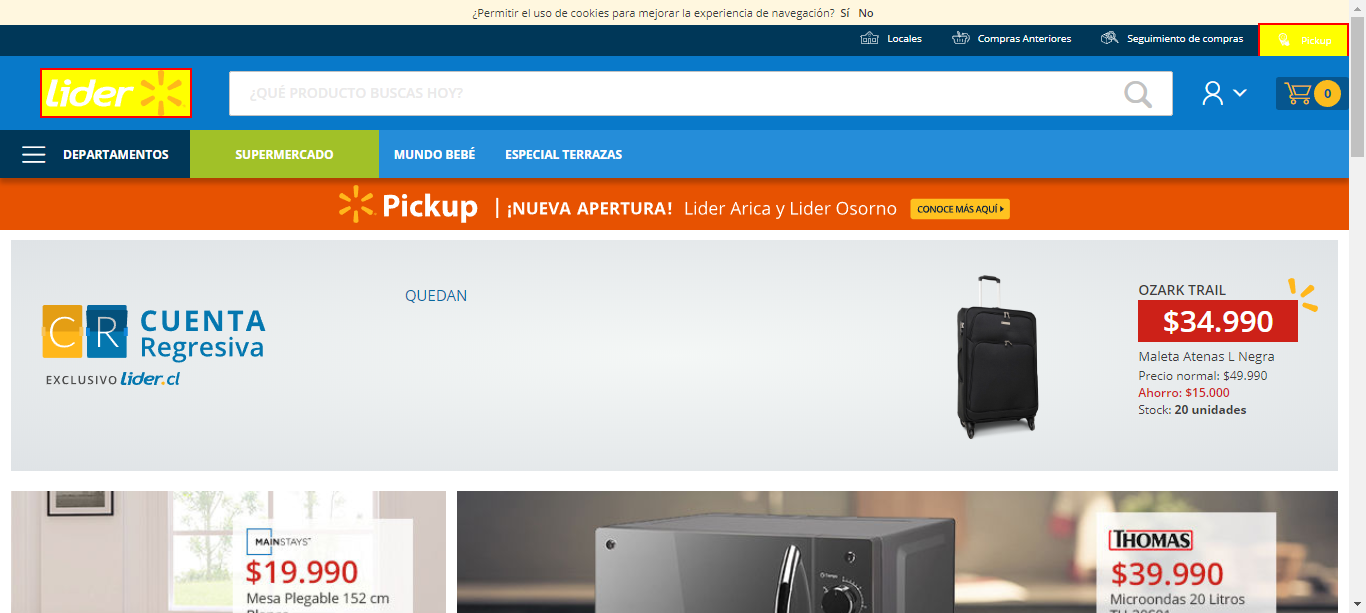 ¿Permitir el uso de cookies para mejorar la experiencia de navegación? Sí No
Locales Compras Anteriores Seguimiento de compras Pickup
Lider ¿QUÉ PRODUCTO BUSCAS HOY? 0
DEPARTAMENTOS SUPERMERCADO MUNDO BEBÉ ESPECIAL TERRAZAS
Pickup | ¡NUEVA APERTURA! Lider Arica y Lider Osorno CONOCE MÁS AQUÍ
CR CUENTA
Regresiva
EXCLUSIVO Lider.cl
QUEDAN
OZARK TRAIL
$34.990
Maleta Atenas L Negra
Precio normal: $49.990
Ahorro: $15.000
Stock: 20 unidades
MAINSTAYS
$19.990
Mesa Plegable 152 cm
THOMAS
$39.990
Microondas 20 Litros